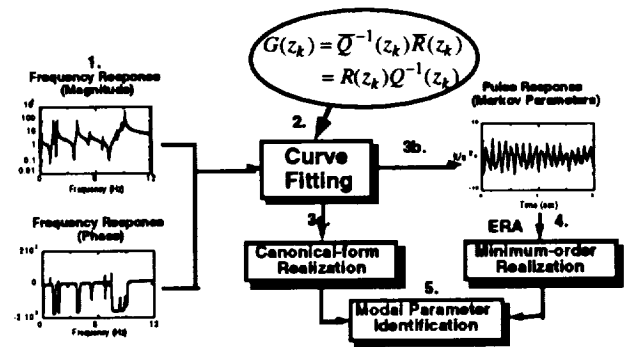 G(z_k) = Q̅⁻¹(z_k)R̅(z_k)
= R(z_k)Q⁻¹(z_k)
1.
Frequency Response
(Magnitude)
100
10
1
0.1
0.01
0
Frequency (Hz)
12
2.
Curve
Fitting
3b.
Pulse Response
(Markov Parameters)
Time (sec)
Frequency Response
(Phase)
0
0
Frequency (Hz)
3.
Canonical-form
Realization
ERA
4.
Minimum-order
Realization
5.
Modal Parameter
Identification